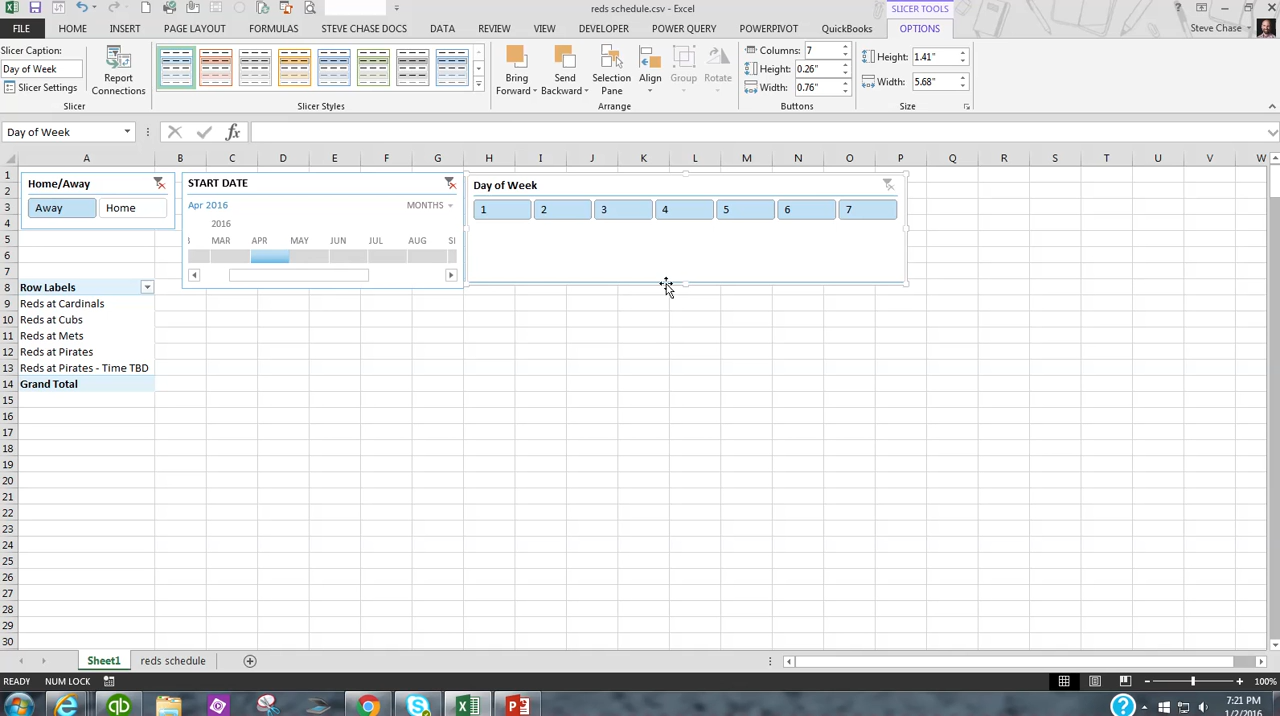 reds schedule.csv - Excel
SLICER TOOLS
FILE HOME INSERT PAGE LAYOUT FORMULAS STEVE CHASE DOCS DATA REVIEW VIEW DEVELOPER POWER QUERY POWERPIVOT QuickBooks OPTIONS Steve Chase
Slicer Caption:
Day of Week
Slicer Settings
Report Connections
Slicer
Slicer Styles
Bring Forward
Send Backward
Selection Pane
Align
Group
Rotate
Arrange
Columns: 7
Height: 0.26"
Width: 0.76"
Buttons
Height: 1.41"
Width: 5.68"
Size
Day of Week
fx
A B C D E F G H I J K L M N O P Q R S T U V W
1
2
3
4
5
6
7
8
9
10
11
12
13
14
15
16
17
18
19
20
21
22
23
24
25
26
27
28
29
30
Home/Away
Away Home
START DATE
Apr 2016 MONTHS
2016
MAR APR MAY JUN JUL AUG
Day of Week
1 2 3 4 5 6 7
Row Labels
Reds at Cardinals
Reds at Cubs
Reds at Mets
Reds at Pirates
Reds at Pirates - Time TBD
Grand Total
Sheet1 reds schedule
READY NUM LOCK 100%
7:21 PM
1/2/2016